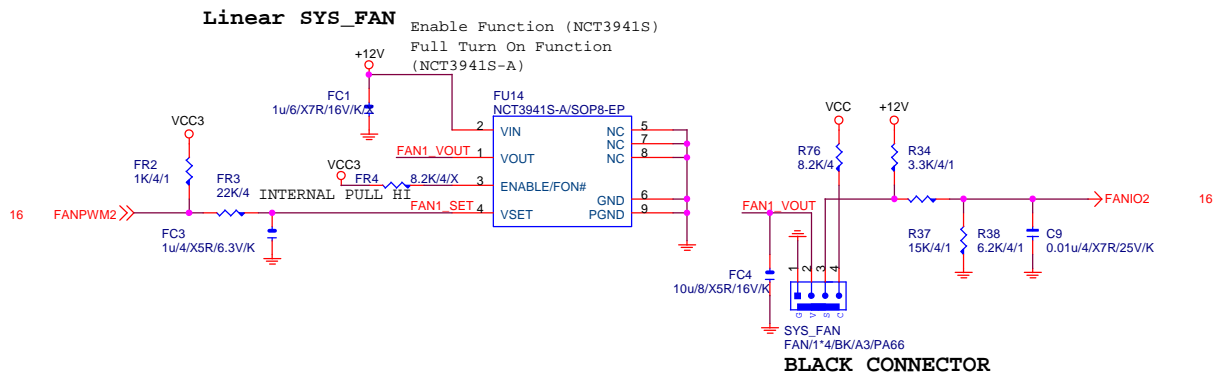 Linear SYS_FAN
Enable Function (NCT3941S)
Full Turn On Function
(NCT3941S-A)
+12V
FC1
1u/6/X7R/16V/K/X
FU14
NCT3941S-A/SOP8-EP
2 VIN
1 VOUT
3 ENABLE/FON#
4 VSET
NC 5
NC 7
NC 8
GND 6
PGND 9
FAN1_VOUT
VCC3
FR4
8.2K/4/X
INTERNAL PULL HI
FAN1_SET
VCC3
FR2
1K/4/1
FR3
22K/4
16
FANPWM2
FC3
1u/4/X5R/6.3V/K
VCC
+12V
R76
8.2K/4
R34
3.3K/4/1
FAN1_VOUT
FC4
10u/8/X5R/16V/K
1
2
3
4
G
V
S
C
SYS_FAN
FAN/1*4/BK/A3/PA66
BLACK CONNECTOR
R37
15K/4/1
R38
6.2K/4/1
C9
0.01u/4/X7R/25V/K
FANIO2
16